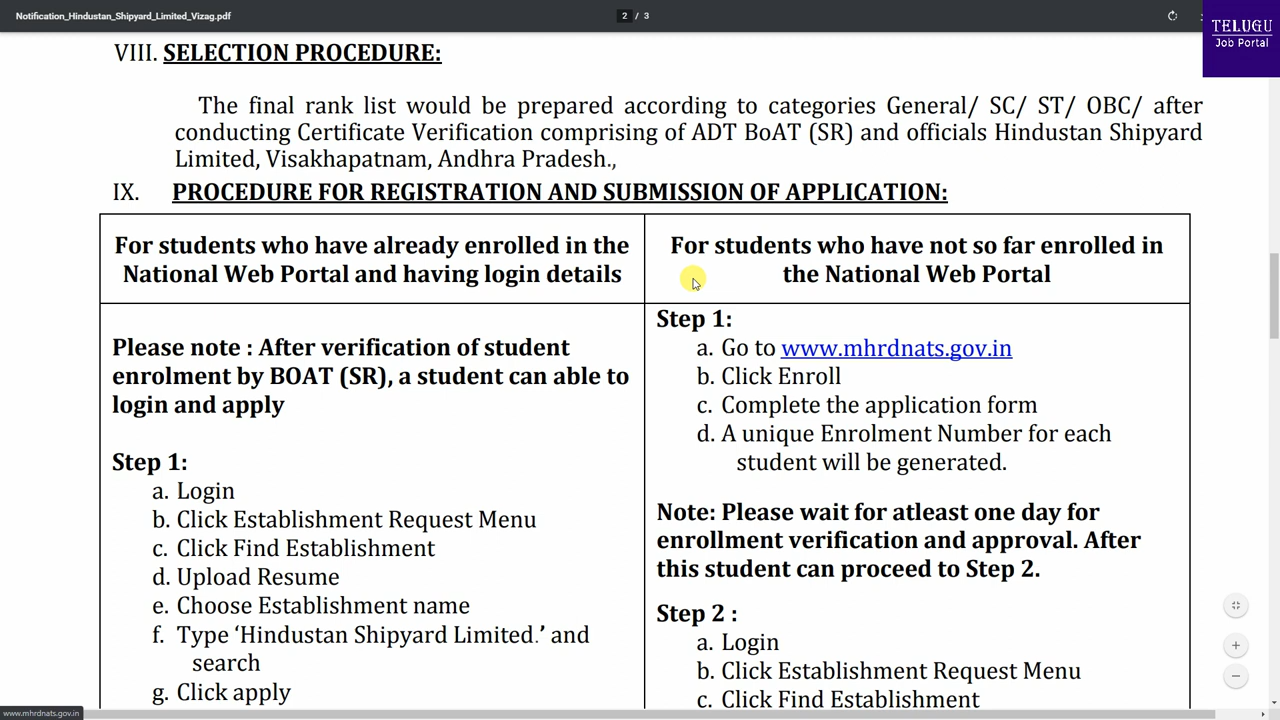 Notification_Hindustan_Shipyard_Limited_Vizag.pdf
2 / 3
TELUGU
Job Portal
VIII. SELECTION PROCEDURE:
The final rank list would be prepared according to categories General/ SC/ ST/ OBC/ after
conducting Certificate Verification comprising of ADT BoAT (SR) and officials Hindustan Shipyard
Limited, Visakhapatnam, Andhra Pradesh.,
IX. PROCEDURE FOR REGISTRATION AND SUBMISSION OF APPLICATION:
For students who have already enrolled in the
National Web Portal and having login details
Please note : After verification of student
enrolment by BOAT (SR), a student can able to
login and apply
Step 1:
a. Login
b. Click Establishment Request Menu
c. Click Find Establishment
d. Upload Resume
e. Choose Establishment name
f. Type ‘Hindustan Shipyard Limited.’ and
search
g. Click apply
For students who have not so far enrolled in
the National Web Portal
Step 1:
a. Go to www.mhrdnats.gov.in
b. Click Enroll
c. Complete the application form
d. A unique Enrolment Number for each
student will be generated.
Note: Please wait for atleast one day for
enrollment verification and approval. After
this student can proceed to Step 2.
Step 2 :
a. Login
b. Click Establishment Request Menu
c. Click Find Establishment
www.mhrdnats.gov.in